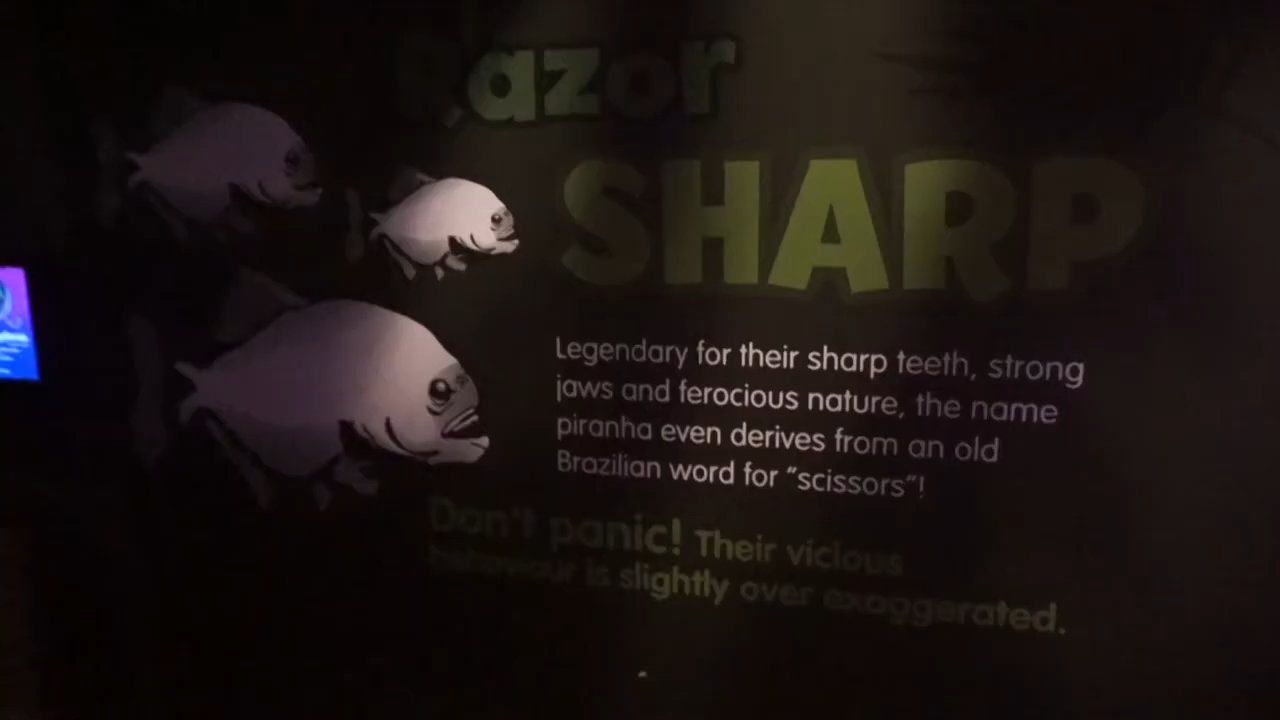 Razor
SHARP
Legendary for their sharp teeth, strong
jaws and ferocious nature, the name
piranha even derives from an old
Brazilian word for “scissors”!
Don't panic! Their vicious
behaviour is slightly over exaggerated.